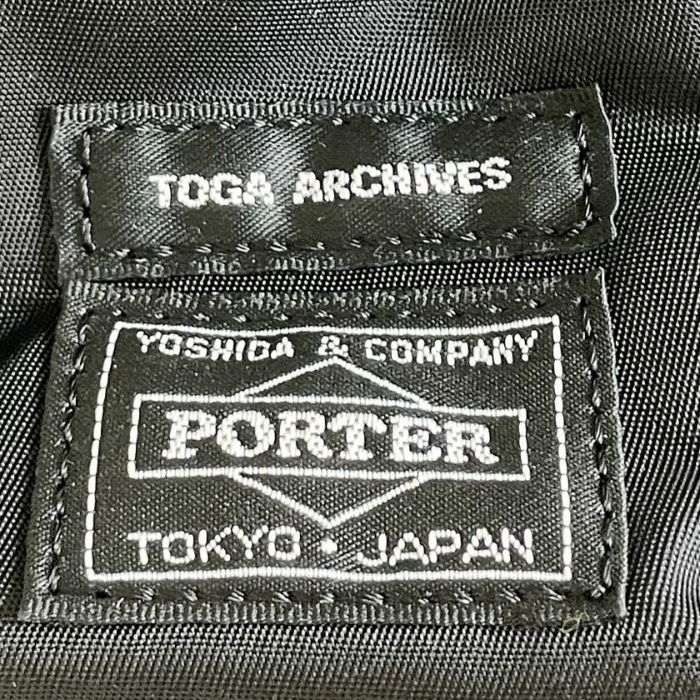 TOGA ARCHIVES
YOSHIDA & COMPANY
PORTER
TOKYO · JAPAN